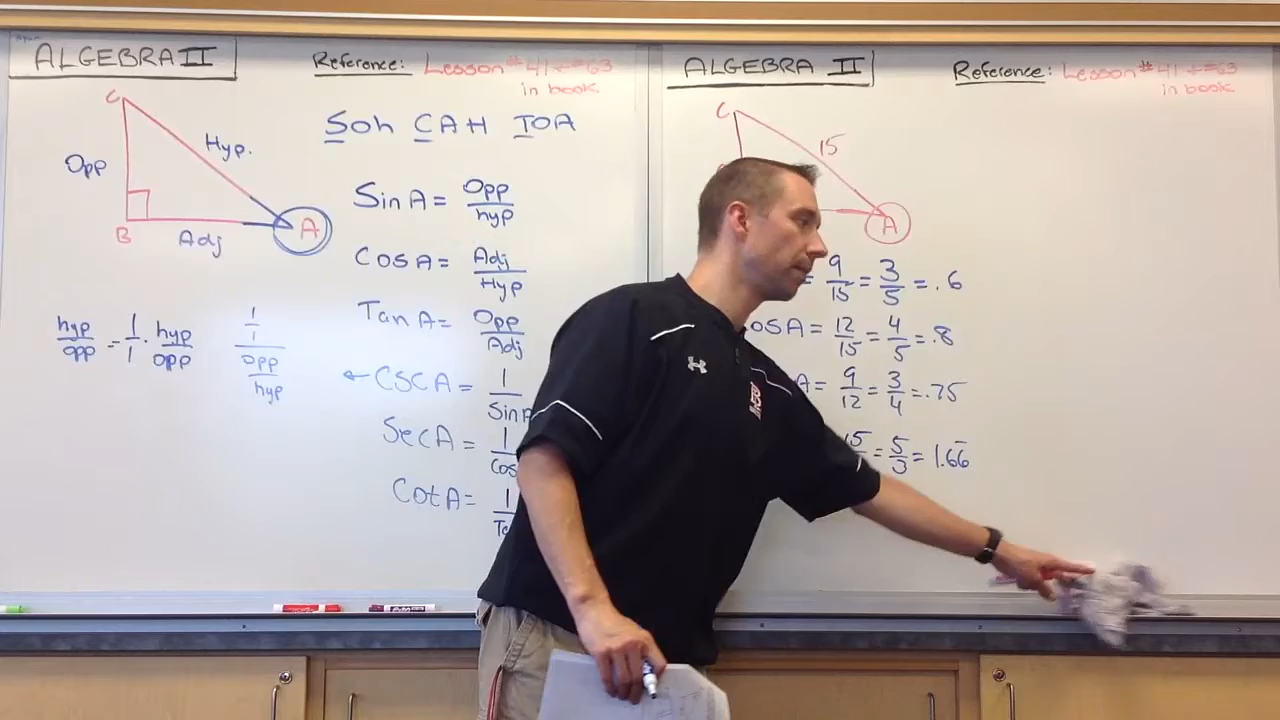 ALGEBRA II
Reference: Lesson #41 + #63
in book
C
Hyp.
Opp
B
Adj
A
Soh CAH TOA
Sin A = Opp/hyp
Cos A = Adj/Hyp
Tan A = Opp/Adj
CSC A = 1/Sin
Sec A = 1/Cos
Cot A = 1/
hyp/opp = 1/1 · hyp/opp
1/1
Opp/hyp
ALGEBRA II
Reference: Lesson #41 + #63
in book
C
15
A
= 9/15 = 3/5 = .6
os A = 12/15 = 4/5 = .8
A = 9/12 = 3/4 = .75
15/ = 5/3 = 1.66